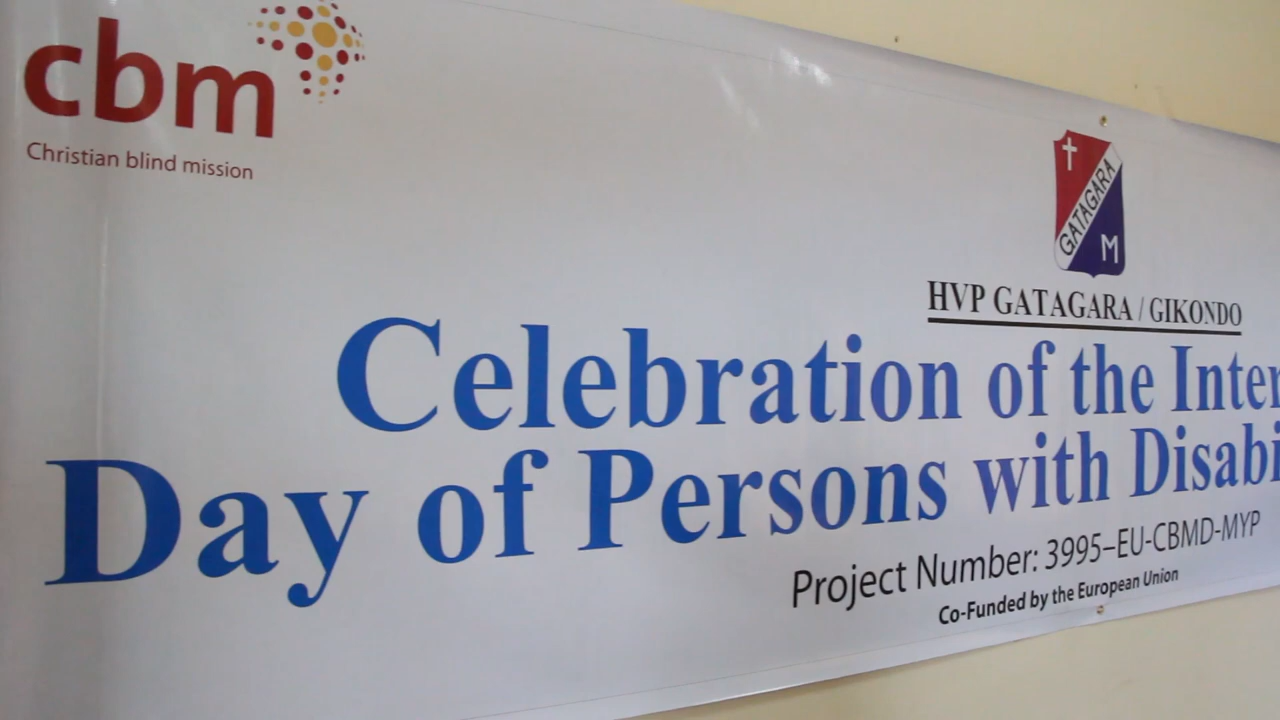 cbm
Christian blind mission
GATAGARA
M
HVP GATAGARA / GIKONDO
Celebration of the Inter
Day of Persons with Disabi
Project Number: 3995–EU-CBMD-MYP
Co-Funded by the European Union